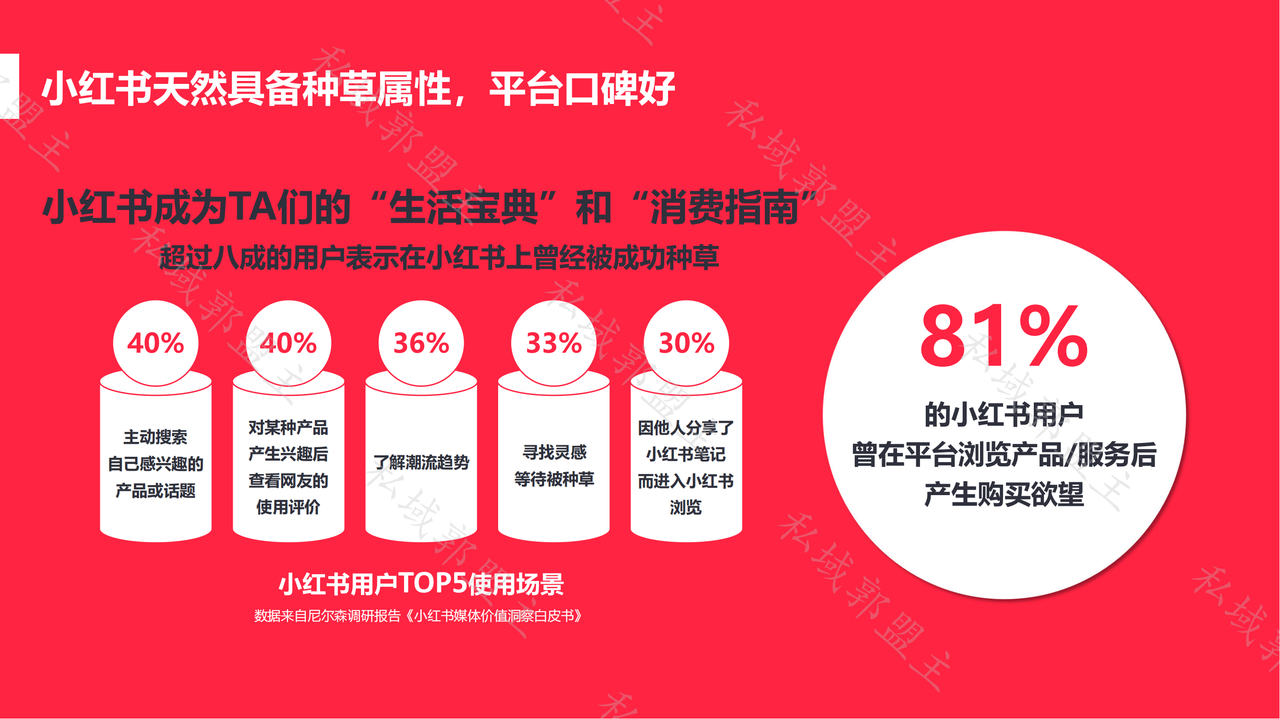 小红书天然具备种草属性，平台口碑好
小红书成为TA们的“生活宝典”和“消费指南”
超过八成的用户表示在小红书上曾经被成功种草
40%
主动搜索
自己感兴趣的
产品或话题
40%
对某种产品
产生兴趣后
查看网友的
使用评价
36%
了解潮流趋势
33%
寻找灵感
等待被种草
30%
因他人分享了
小红书笔记
而进入小红书
浏览
小红书用户TOP5使用场景
数据来自尼尔森调研报告《小红书媒体价值洞察白皮书》
81%
的小红书用户
曾在平台浏览产品/服务后
产生购买欲望
私域郭盟主